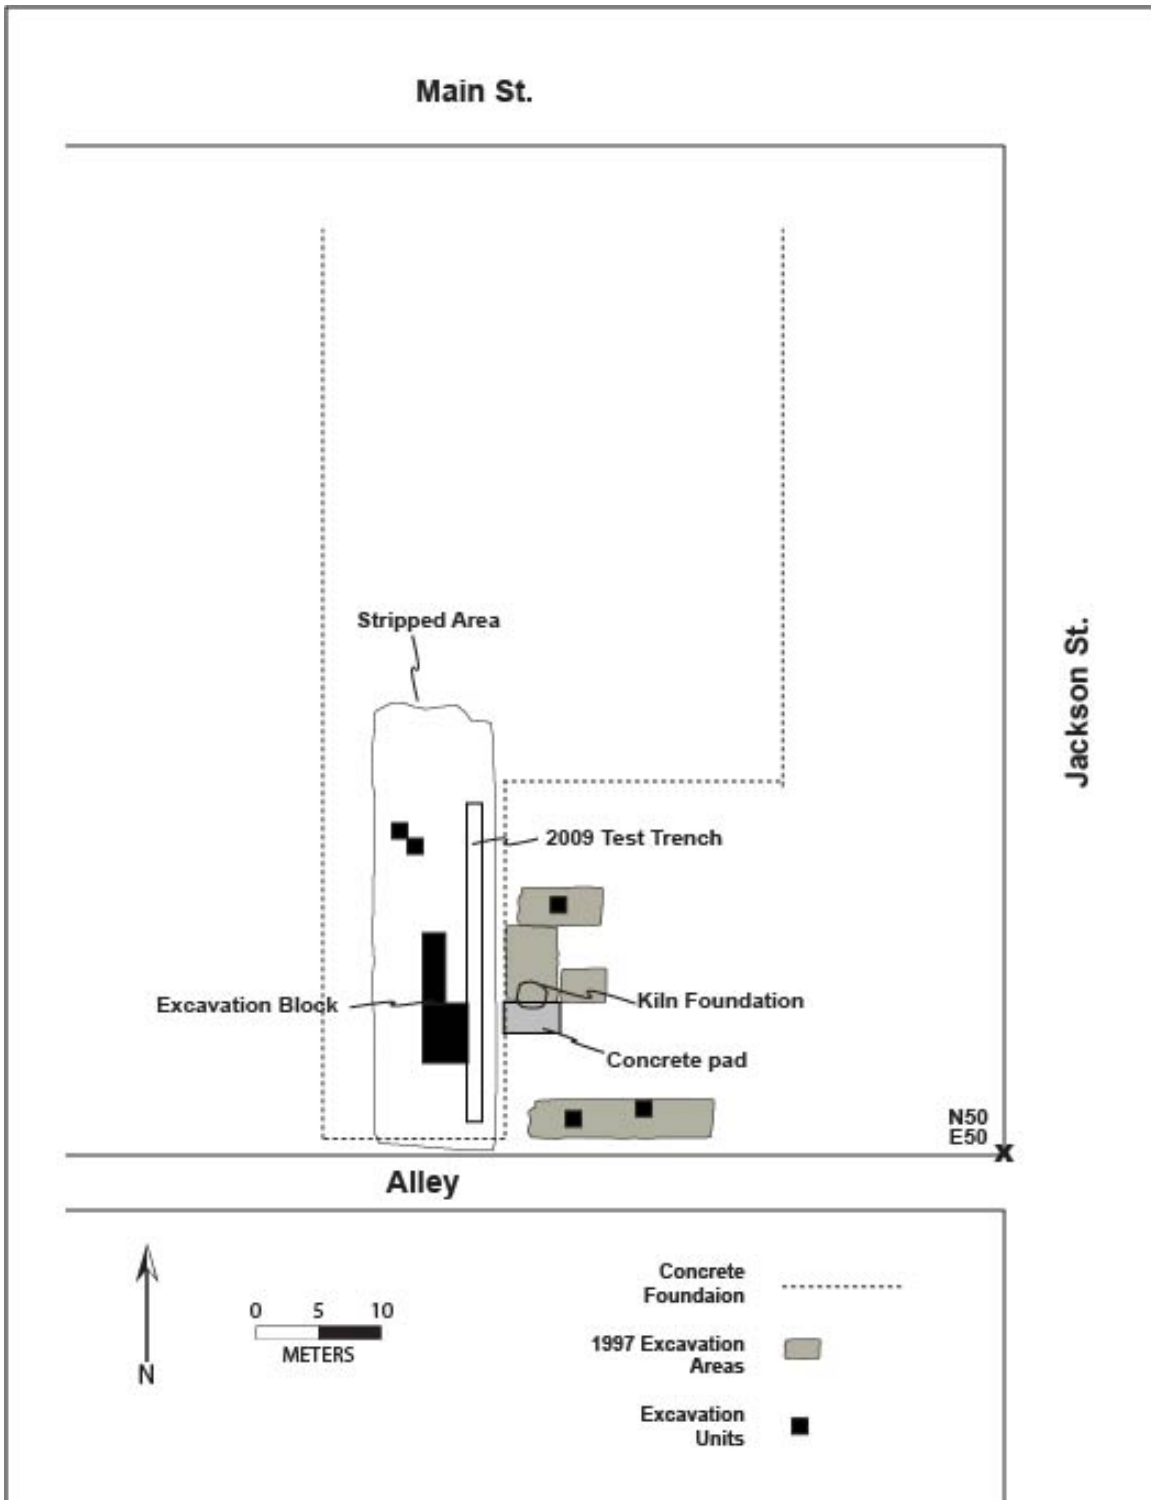 Main St.
Stripped Area
Jackson St.
2009 Test Trench
Excavation Block
Kiln Foundation
Concrete pad
N50
E50
x
Alley
Concrete
Foundaion
0 5 10
METERS
1997 Excavation
Areas
N
Excavation
Units